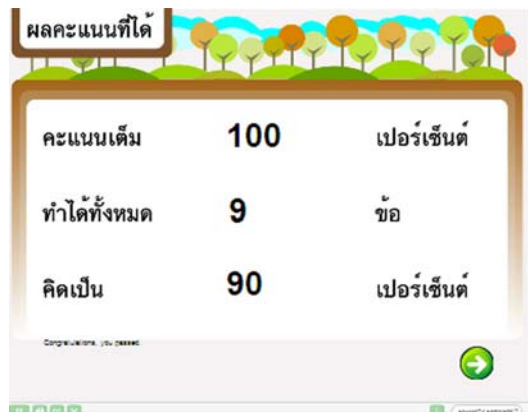 ผลคะแนนที่ได้
คะแนนเต็ม 100 เปอร์เซ็นต์
ทำได้ทั้งหมด 9 ข้อ
คิดเป็น 90 เปอร์เซ็นต์
Congratulations, you passed.